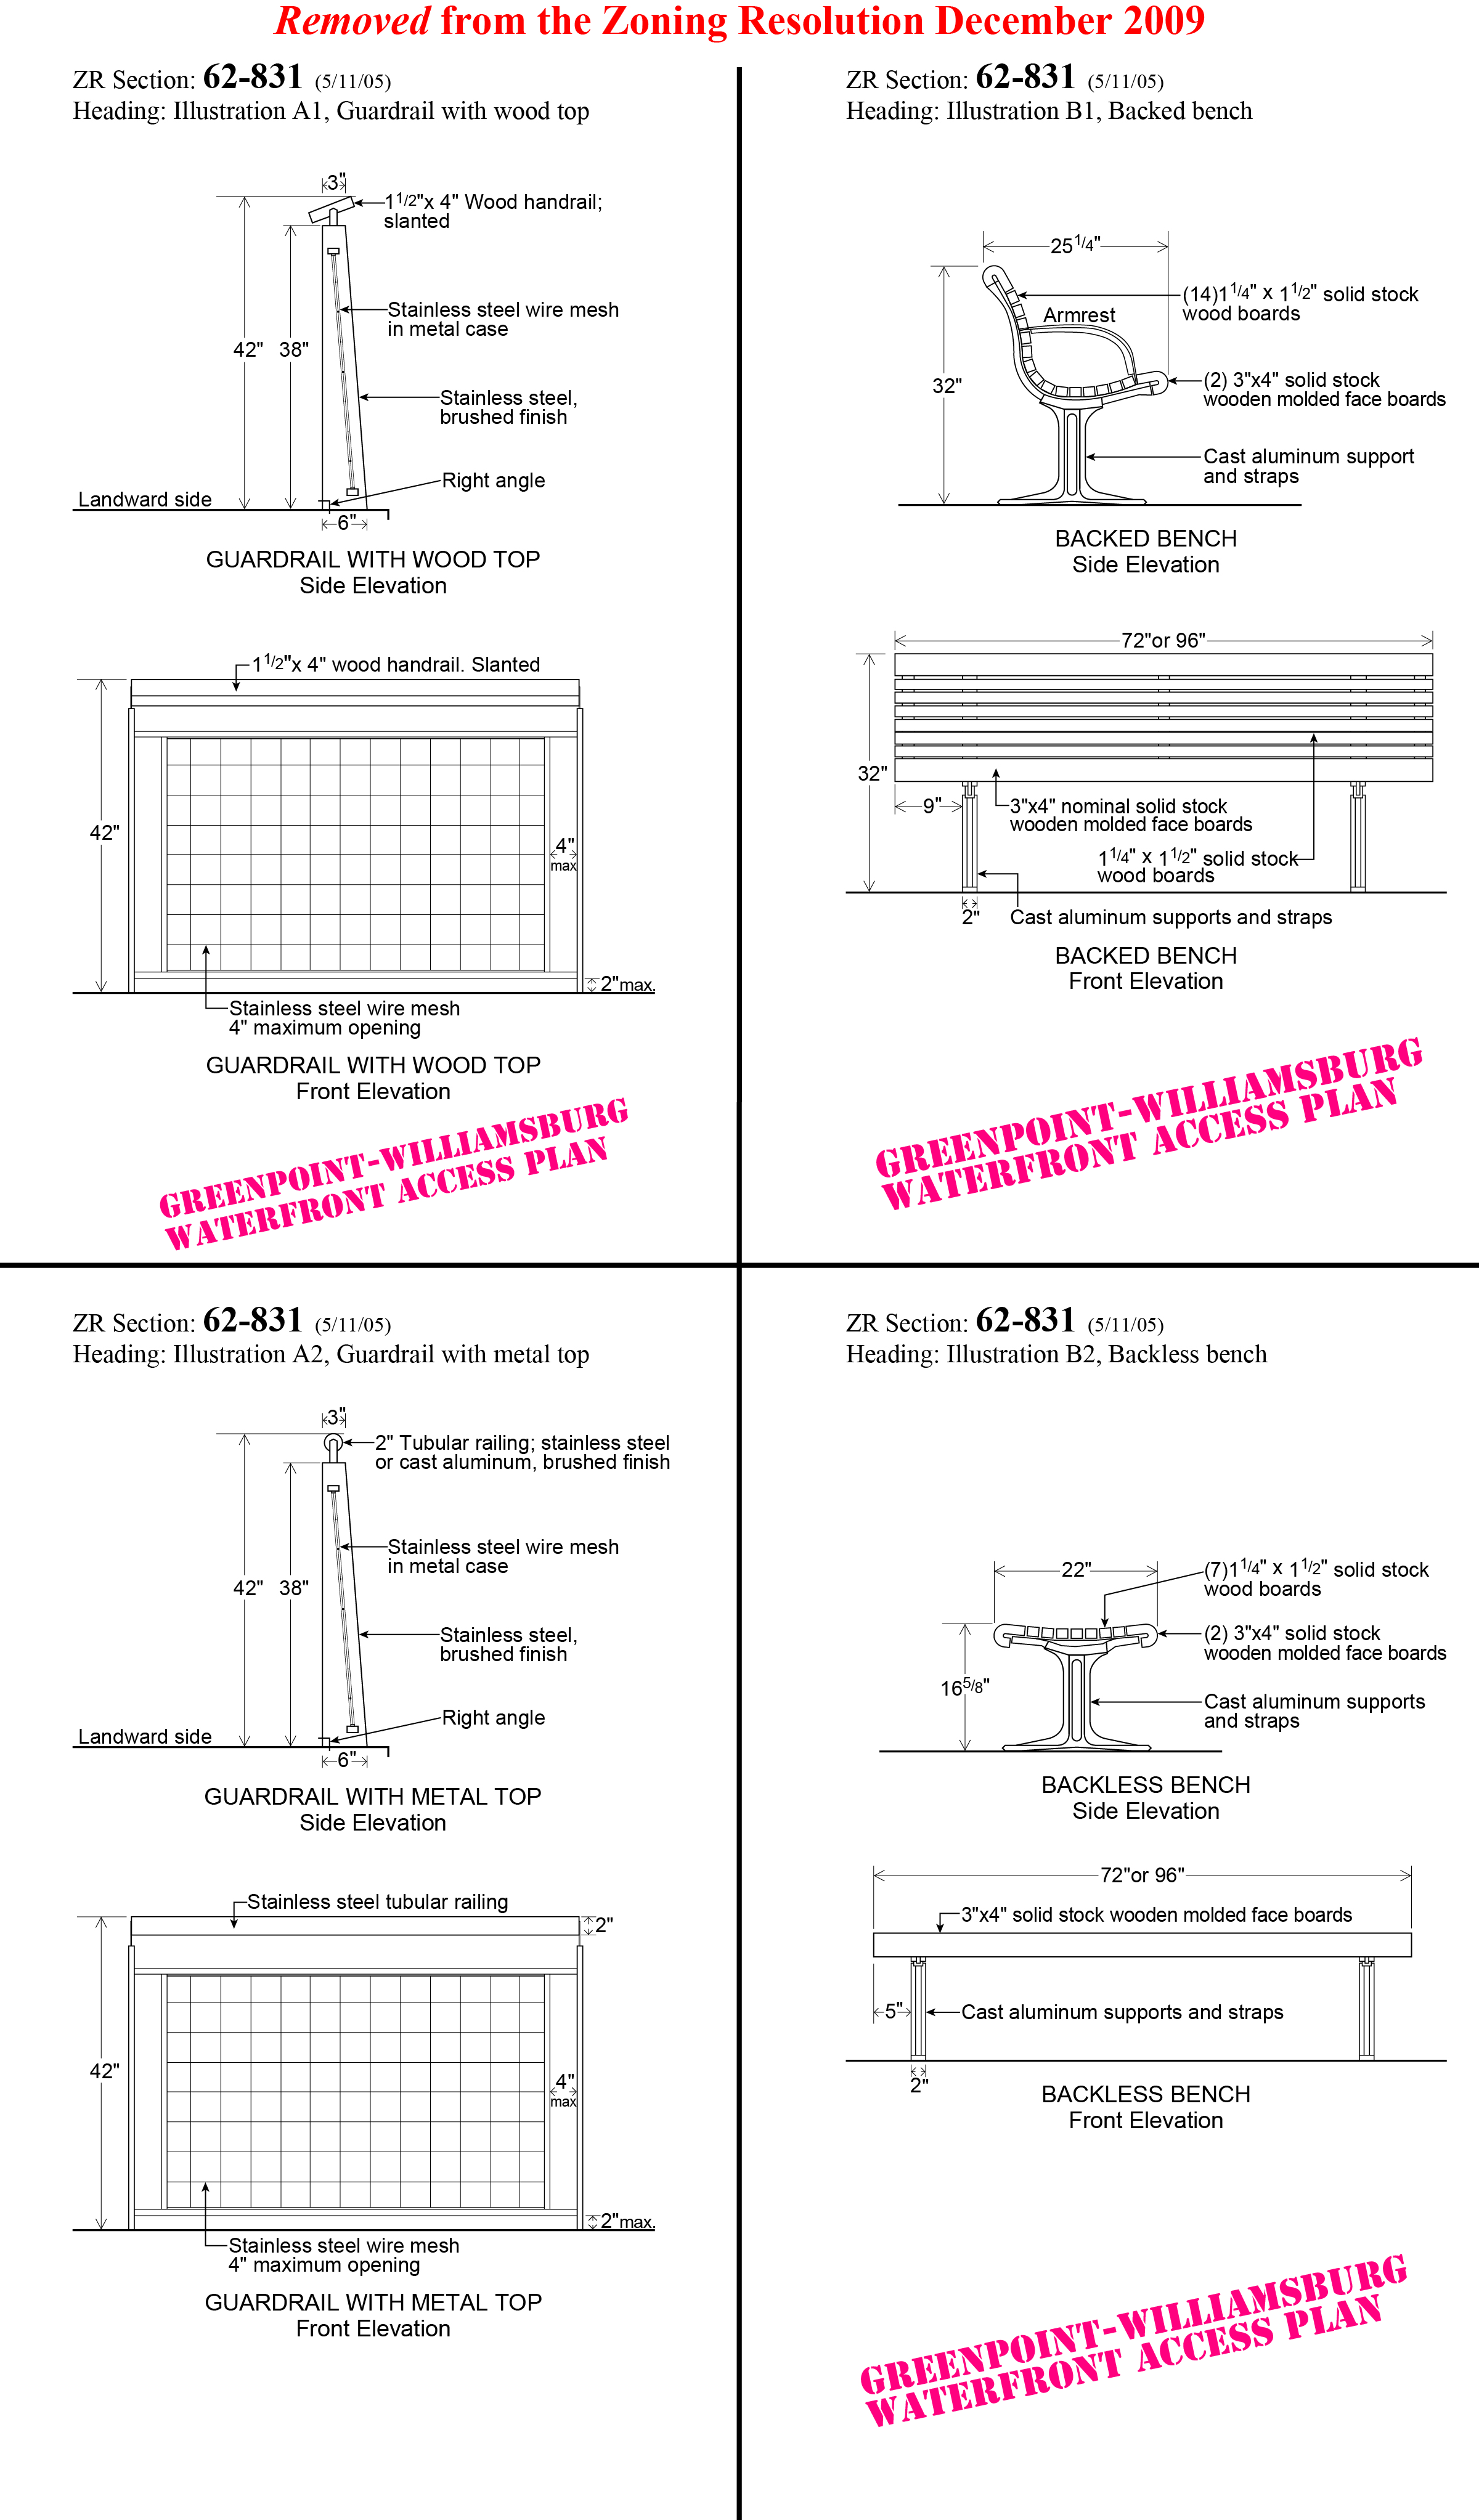 Removed from the Zoning Resolution December 2009
ZR Section: 62-831 (5/11/05)
Heading: Illustration A1, Guardrail with wood top
3"
1 1/2"x 4" Wood handrail;
slanted
Stainless steel wire mesh
in metal case
42" 38"
Stainless steel,
brushed finish
Right angle
Landward side
6"
GUARDRAIL WITH WOOD TOP
Side Elevation
1 1/2"x 4" wood handrail. Slanted
42"
4"
max
2"max.
Stainless steel wire mesh
4" maximum opening
GUARDRAIL WITH WOOD TOP
Front Elevation
GREENPOINT-WILLIAMSBURG
WATERFRONT ACCESS PLAN
ZR Section: 62-831 (5/11/05)
Heading: Illustration B1, Backed bench
25 1/4"
(14)1 1/4" x 1 1/2" solid stock
wood boards
Armrest
32"
(2) 3"x4" solid stock
wooden molded face boards
Cast aluminum support
and straps
BACKED BENCH
Side Elevation
72"or 96"
32"
9"
3"x4" nominal solid stock
wooden molded face boards
1 1/4" x 1 1/2" solid stock
wood boards
2"
Cast aluminum supports and straps
BACKED BENCH
Front Elevation
GREENPOINT-WILLIAMSBURG
WATERFRONT ACCESS PLAN
ZR Section: 62-831 (5/11/05)
Heading: Illustration A2, Guardrail with metal top
3"
2" Tubular railing; stainless steel
or cast aluminum, brushed finish
Stainless steel wire mesh
in metal case
42" 38"
Stainless steel,
brushed finish
Right angle
Landward side
6"
GUARDRAIL WITH METAL TOP
Side Elevation
Stainless steel tubular railing
2"
42"
4"
max
2"max.
Stainless steel wire mesh
4" maximum opening
GUARDRAIL WITH METAL TOP
Front Elevation
ZR Section: 62-831 (5/11/05)
Heading: Illustration B2, Backless bench
22"
(7)1 1/4" x 1 1/2" solid stock
wood boards
(2) 3"x4" solid stock
wooden molded face boards
16 5/8"
Cast aluminum supports
and straps
BACKLESS BENCH
Side Elevation
72"or 96"
3"x4" solid stock wooden molded face boards
5"
Cast aluminum supports and straps
2"
BACKLESS BENCH
Front Elevation
GREENPOINT-WILLIAMSBURG
WATERFRONT ACCESS PLAN